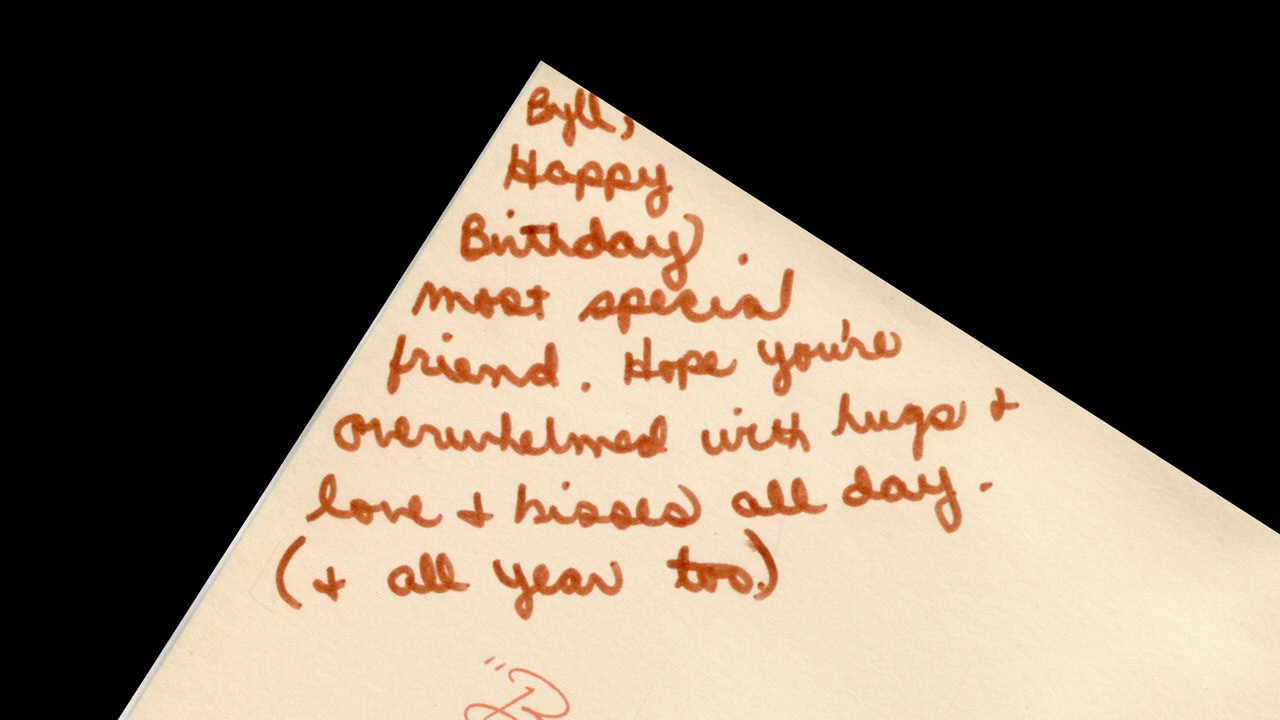 Byll,
Happy
Birthday
most special
friend. Hope you're
overwhelmed with hugs +
love + kisses all day.
(+ all year too.)
"B